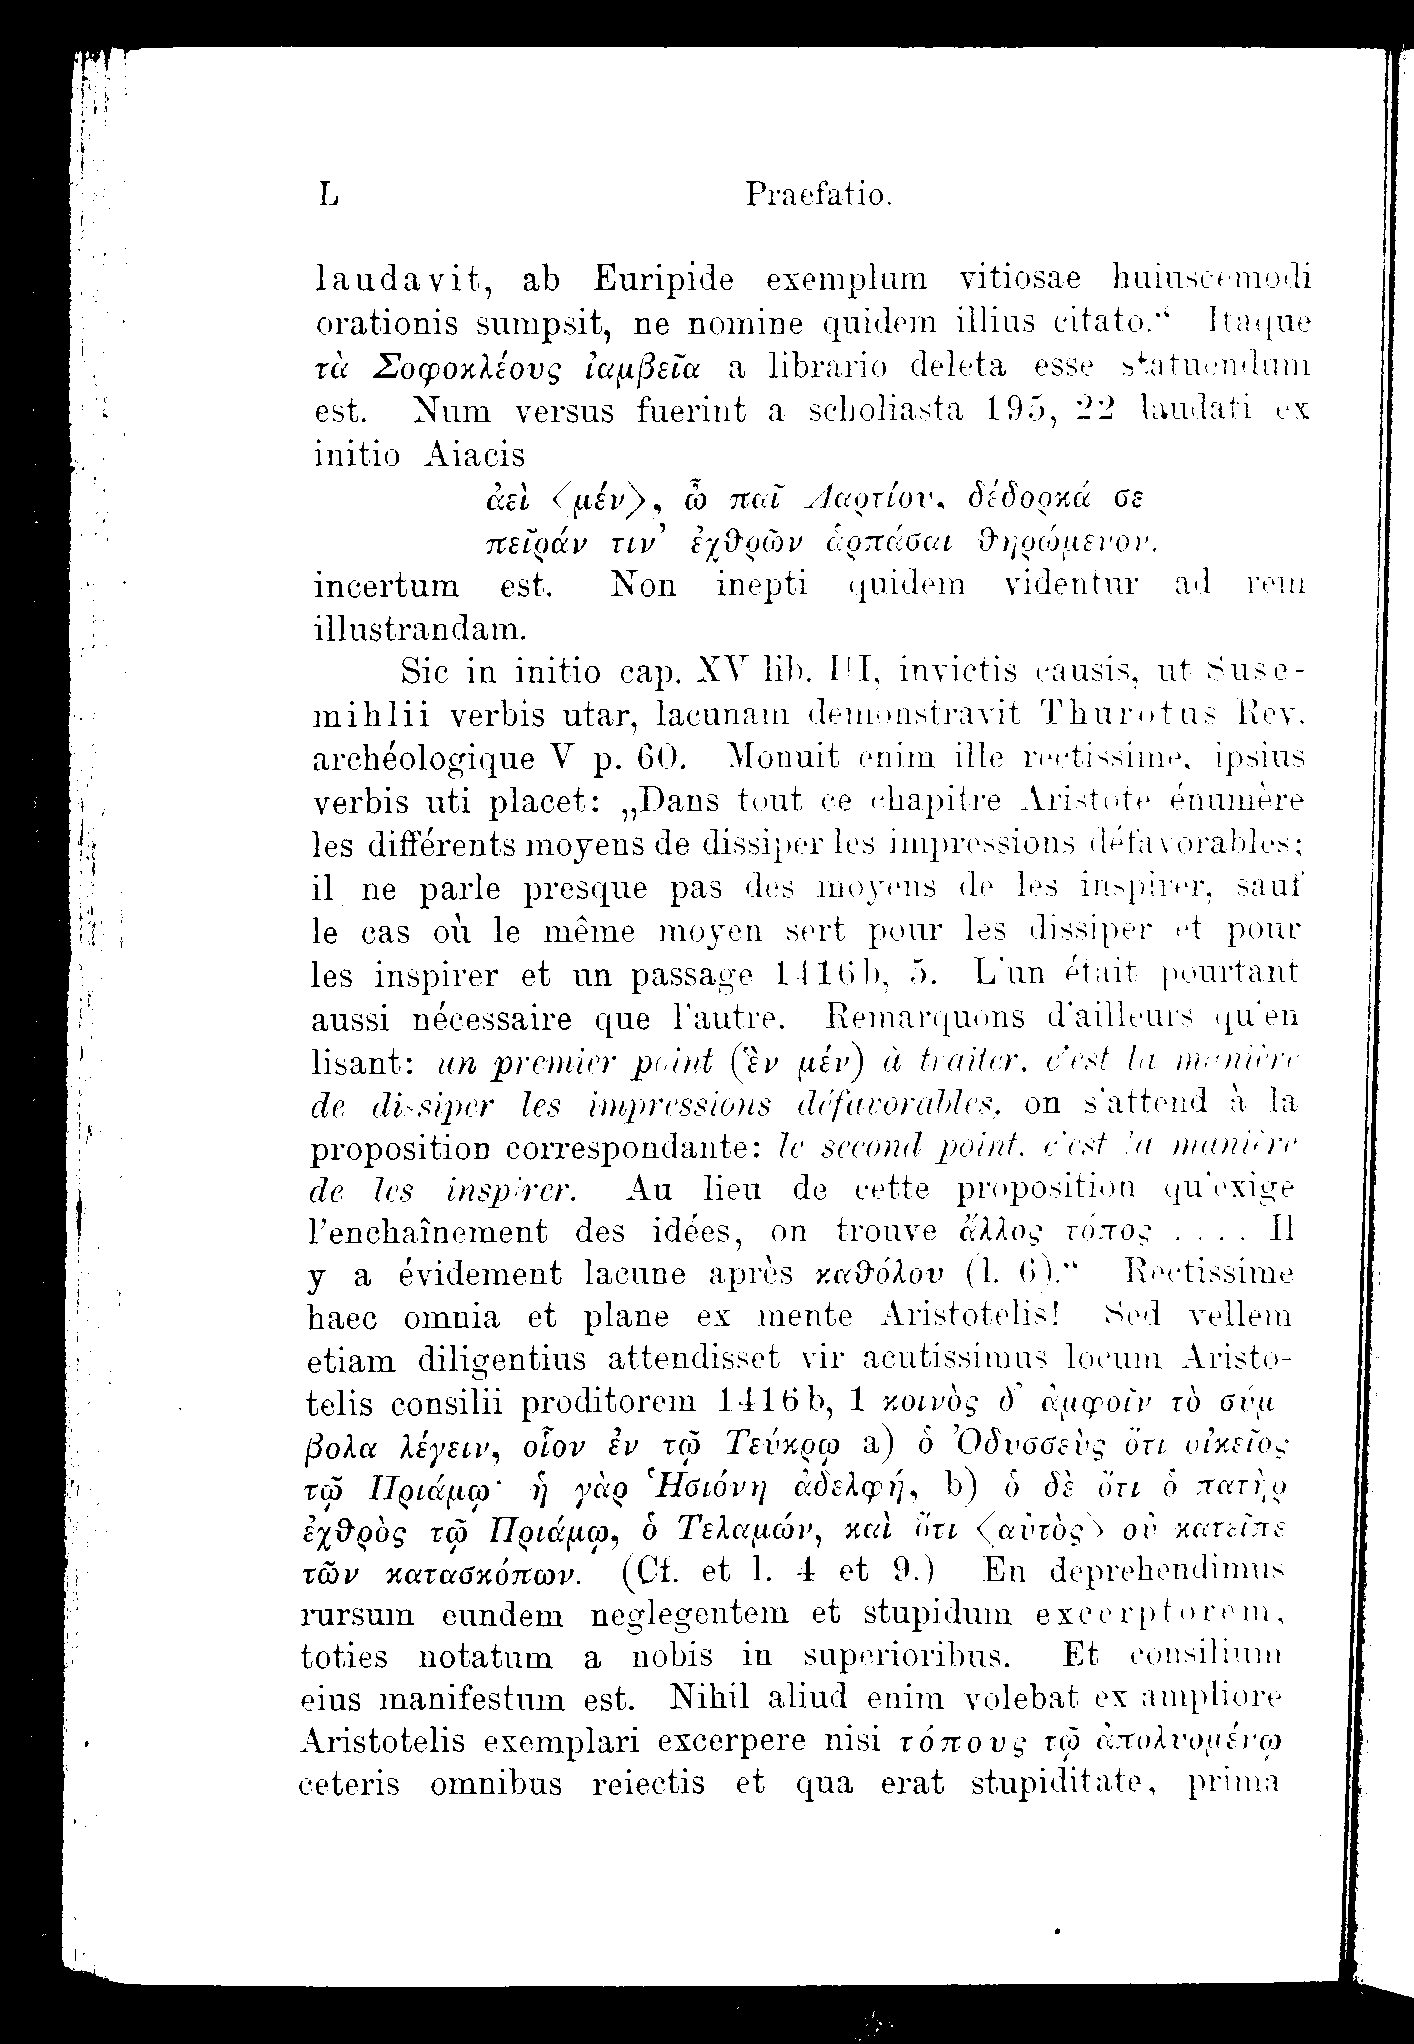 L Praefatio.
laudavit, ab Euripide exemplum vitiosae huiuscemodi
orationis sumpsit, ne nomine quidem illius citato.“ Itaque
τὰ Σοφοκλέους ἰαμβεῖα a librario deleta esse statuendum
est. Num versus fuerint a scholiasta 195, 22 laudati ex
initio Aiacis
ἀεὶ ⟨μέν⟩, ὦ παῖ Λαρτίου, δέδορκά σε
πεῖράν τιν’ ἐχθρῶν ἁρπάσαι θηρώμενον.
incertum est. Non inepti quidem videntur ad rem
illustrandam.
Sic in initio cap. XV lib. III, invictis causis, ut Suse-
mihlii verbis utar, lacunam demonstravit Thurotus Rev.
archéologique V p. 60. Monuit enim ille rectissime, ipsius
verbis uti placet: „Dans tout ce chapitre Aristote énumère
les différents moyens de dissiper les impressions défavorables;
il ne parle presque pas des moyens de les inspirer, sauf
le cas où le même moyen sert pour les dissiper et pour
les inspirer et un passage 1416 b, 5. L'un était pourtant
aussi nécessaire que l'autre. Remarquons d'ailleurs qu'en
lisant: un premier point (ἓν μέν) à traiter, c'est la manière
de dissiper les impressions défavorables, on s'attend à la
proposition correspondante: le second point, c'est la manière
de les inspirer. Au lieu de cette proposition qu'exige
l'enchaînement des idées, on trouve ἄλλος τόπος .... Il
y a évidement lacune après καθόλου (l. 6).“ Rectissime
haec omnia et plane ex mente Aristotelis! Sed vellem
etiam diligentius attendisset vir acutissimus locum Aristo-
telis consilii proditorem 1416 b, 1 κοινὸς δ’ ἀμφοῖν τὸ σύμ
βολα λέγειν, οἷον ἐν τῷ Τεύκρῳ a) ὁ Ὀδυσσεὺς ὅτι οἰκεῖος
τῷ Πριάμῳ· ἡ γὰρ Ἡσιόνη ἀδελφή, b) ὁ δὲ ὅτι ὁ πατὴρ
ἐχθρὸς τῷ Πριάμῳ, ὁ Τελαμών, καὶ ὅτι ⟨αὐτὸς⟩ οὐ κατεῖπε
τῶν κατασκόπων. (Cf. et l. 4 et 9.) En deprehendimus
rursum eundem neglegentem et stupidum excerptorem,
toties notatum a nobis in superioribus. Et consilium
eius manifestum est. Nihil aliud enim volebat ex ampliore
Aristotelis exemplari excerpere nisi τόπους τῷ ἀπολυομένῳ
ceteris omnibus reiectis et qua erat stupiditate, prima